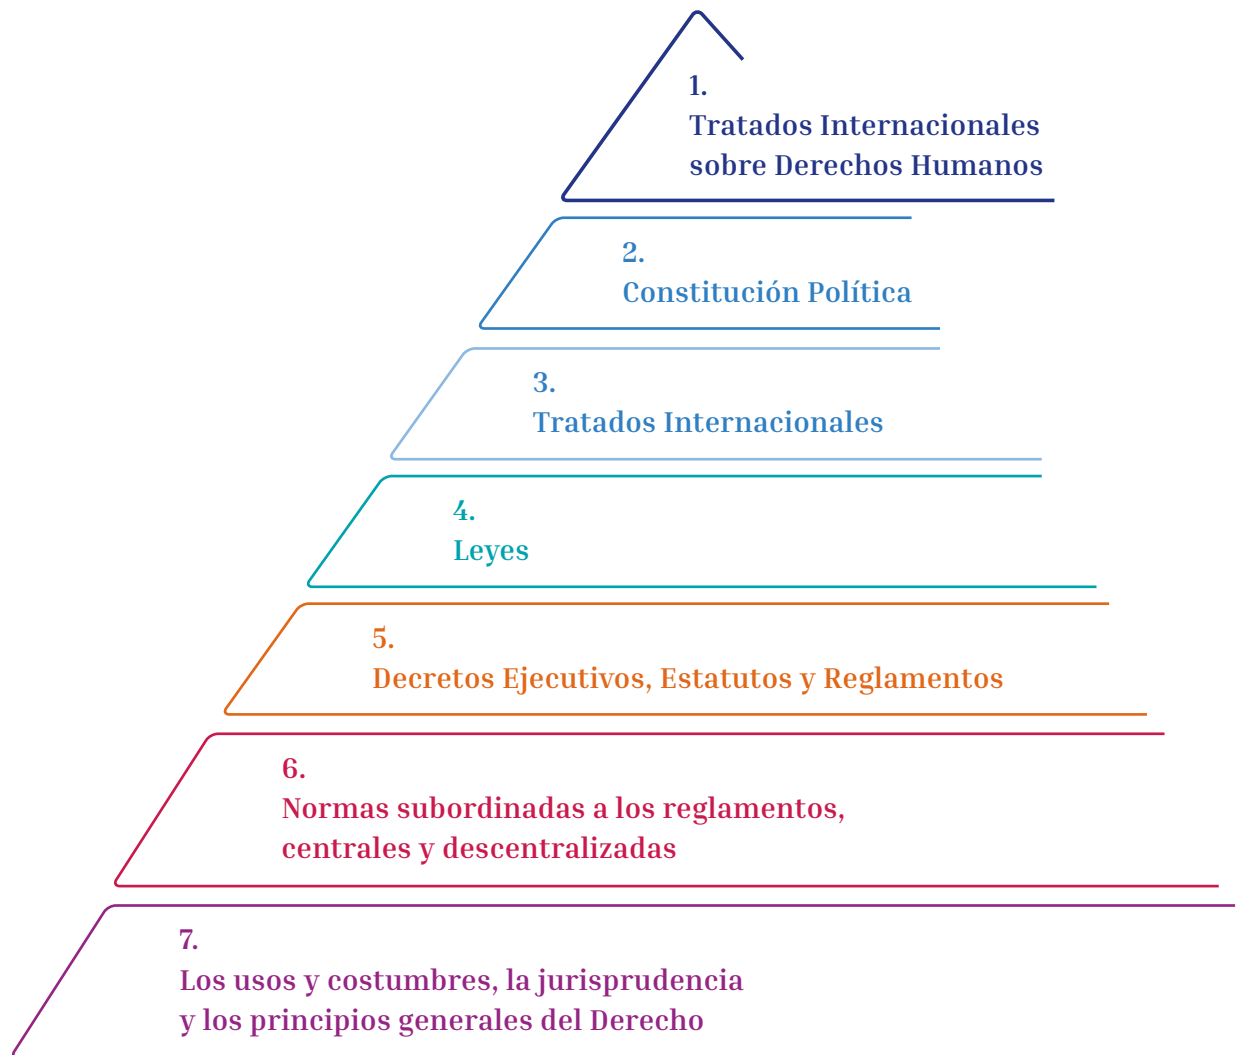 1.
Tratados Internacionales
sobre Derechos Humanos
2.
Constitución Política
3.
Tratados Internacionales
4.
Leyes
5.
Decretos Ejecutivos, Estatutos y Reglamentos
6.
Normas subordinadas a los reglamentos,
centrales y descentralizadas
7.
Los usos y costumbres, la jurisprudencia
y los principios generales del Derecho